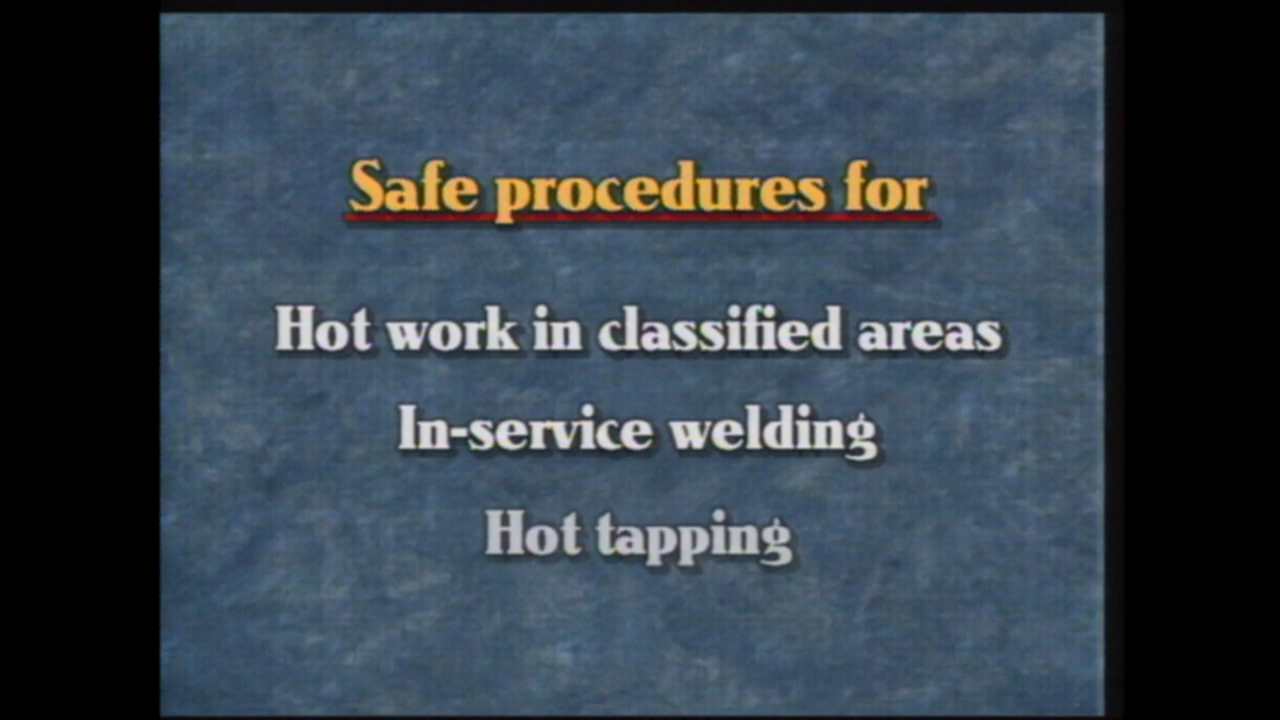 Safe procedures for
Hot work in classified areas
In-service welding
Hot tapping